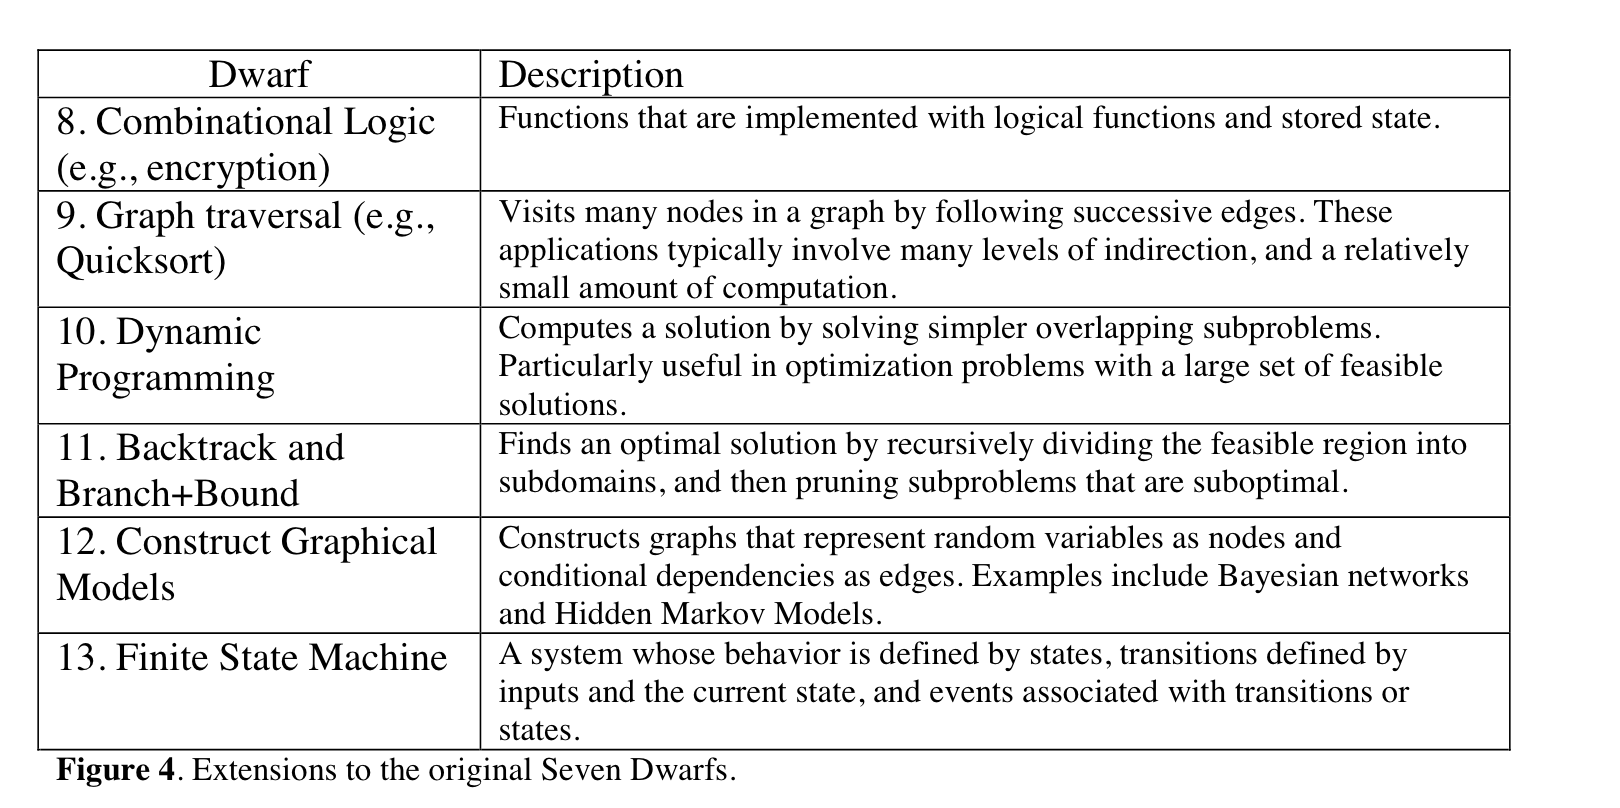 Dwarf
Description
8. Combinational Logic
(e.g., encryption)
Functions that are implemented with logical functions and stored state.
9. Graph traversal (e.g.,
Quicksort)
Visits many nodes in a graph by following successive edges. These
applications typically involve many levels of indirection, and a relatively
small amount of computation.
10. Dynamic
Programming
Computes a solution by solving simpler overlapping subproblems.
Particularly useful in optimization problems with a large set of feasible
solutions.
11. Backtrack and
Branch+Bound
Finds an optimal solution by recursively dividing the feasible region into
subdomains, and then pruning subproblems that are suboptimal.
12. Construct Graphical
Models
Constructs graphs that represent random variables as nodes and
conditional dependencies as edges. Examples include Bayesian networks
and Hidden Markov Models.
13. Finite State Machine
A system whose behavior is defined by states, transitions defined by
inputs and the current state, and events associated with transitions or
states.
Figure 4. Extensions to the original Seven Dwarfs.